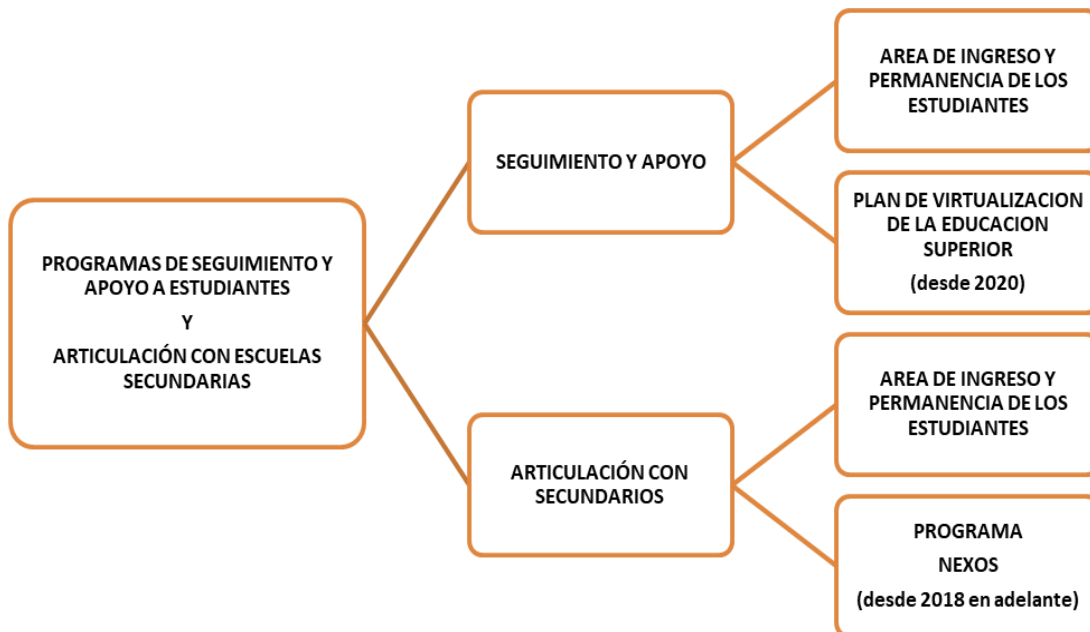 PROGRAMAS DE SEGUIMIENTO Y
APOYO A ESTUDIANTES
Y
ARTICULACIÓN CON ESCUELAS
SECUNDARIAS
SEGUIMIENTO Y APOYO
AREA DE INGRESO Y
PERMANENCIA DE LOS
ESTUDIANTES
PLAN DE VIRTUALIZACION
DE LA EDUCACION
SUPERIOR
(desde 2020)
ARTICULACIÓN CON
SECUNDARIOS
AREA DE INGRESO Y
PERMANENCIA DE LOS
ESTUDIANTES
PROGRAMA
NEXOS
(desde 2018 en adelante)